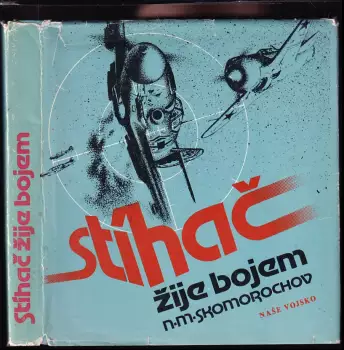 Stíhač žije bojem
stíhač
žije bojem
n·m·skomorochov
NAŠE VOJSKO